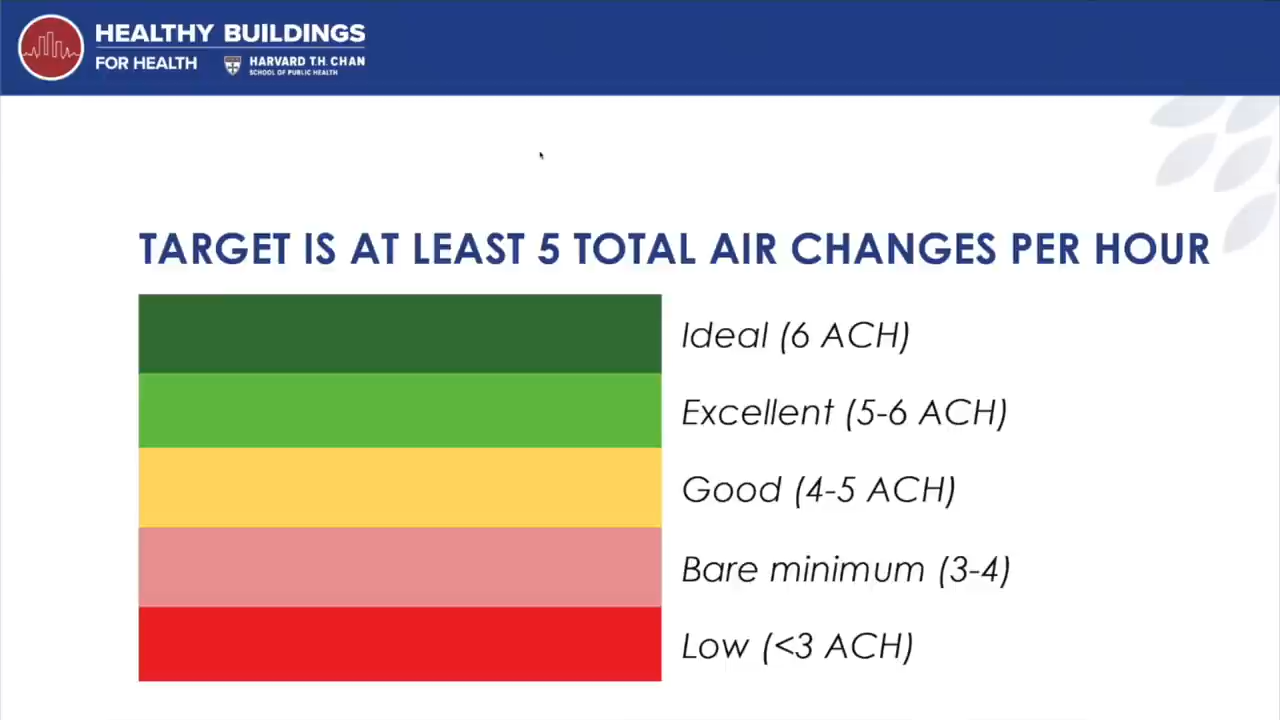 HEALTHY BUILDINGS
FOR HEALTH
HARVARD T.H. CHAN
SCHOOL OF PUBLIC HEALTH
TARGET IS AT LEAST 5 TOTAL AIR CHANGES PER HOUR
Ideal (6 ACH)
Excellent (5-6 ACH)
Good (4-5 ACH)
Bare minimum (3-4)
Low (<3 ACH)